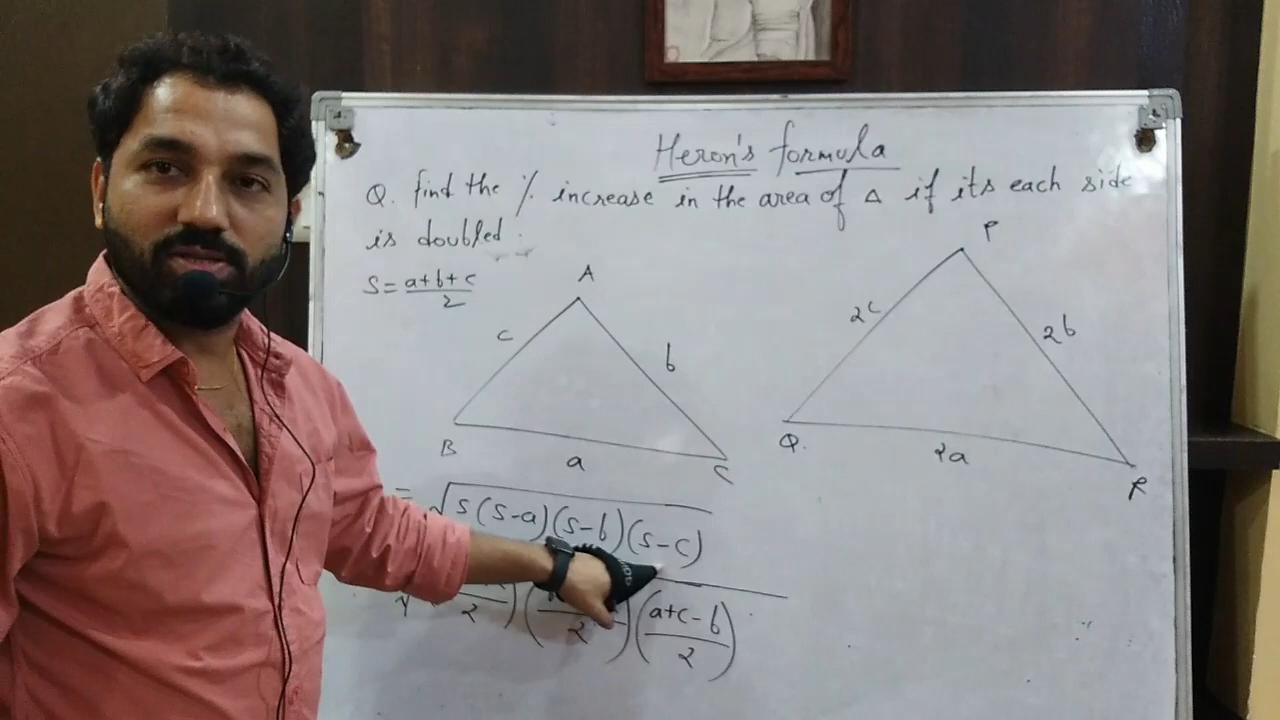 Heron's formula
Q. find the % increase in the area of △ if its each side
is doubled.
S = a+b+c / 2
A
c
b
B
a
C
P
2c
2b
Q.
2a
R
= √s(s-a)(s-b)(s-c)
2) ( 2 ) (a+c-b / 2)